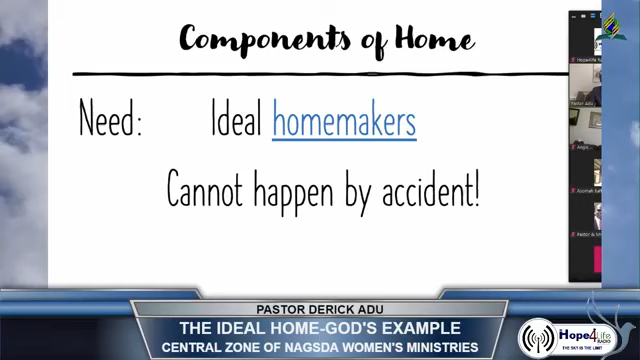 Components of Home
Need: Ideal homemakers
Cannot happen by accident!
PASTOR DERICK ADU
THE IDEAL HOME-GOD'S EXAMPLE
CENTRAL ZONE OF NAGSDA WOMEN'S MINISTRIES
Hope4Life
RADIO
THE SKY IS THE LIMIT